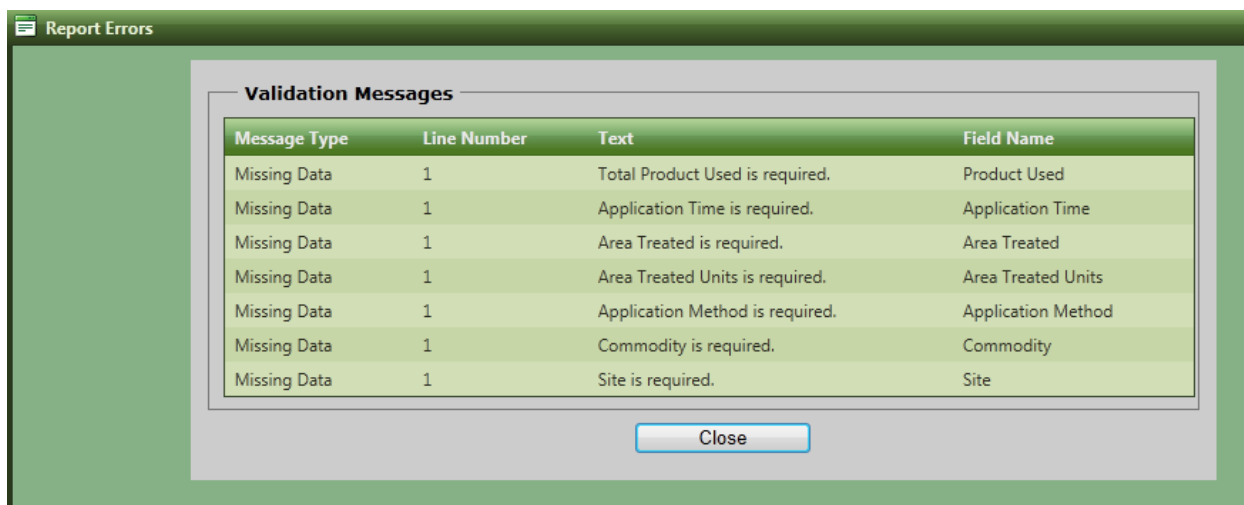 Report Errors
Validation Messages
Message Type Line Number Text Field Name
Missing Data 1 Total Product Used is required. Product Used
Missing Data 1 Application Time is required. Application Time
Missing Data 1 Area Treated is required. Area Treated
Missing Data 1 Area Treated Units is required. Area Treated Units
Missing Data 1 Application Method is required. Application Method
Missing Data 1 Commodity is required. Commodity
Missing Data 1 Site is required. Site
Close